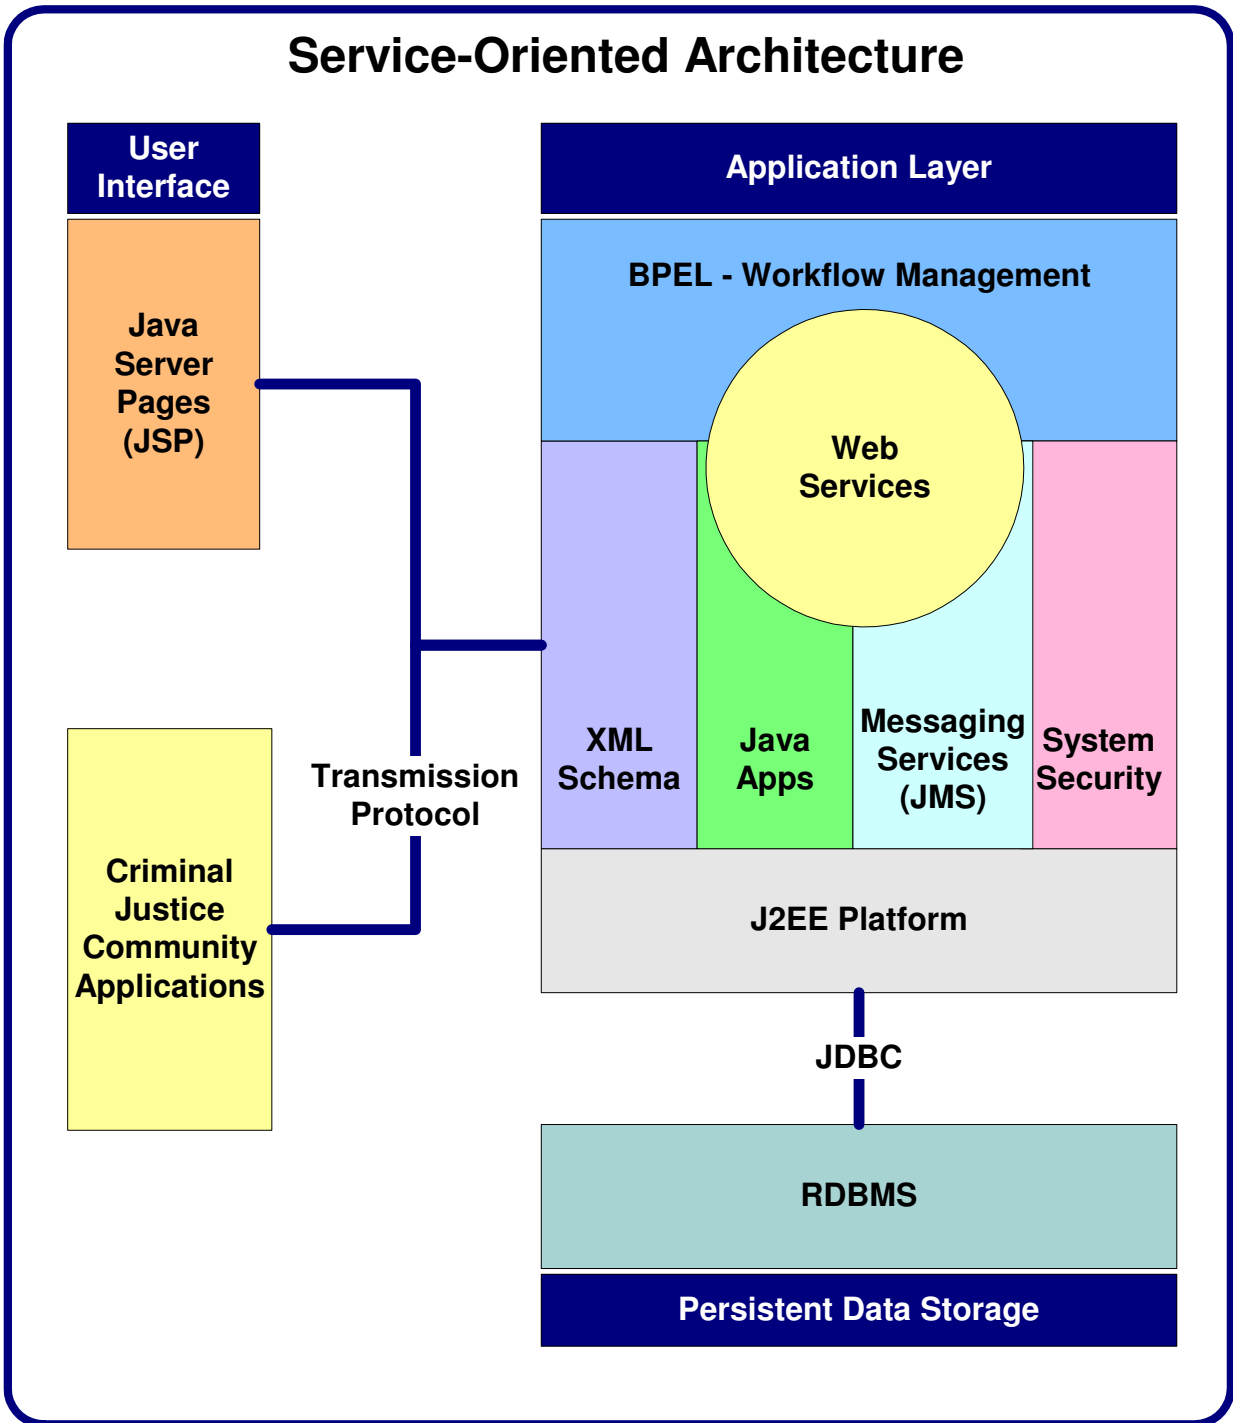 Service-Oriented Architecture
User
Interface
Java
Server
Pages
(JSP)
Criminal
Justice
Community
Applications
Transmission
Protocol
Application Layer
BPEL - Workflow Management
Web
Services
XML
Schema
Java
Apps
Messaging
Services
(JMS)
System
Security
J2EE Platform
JDBC
RDBMS
Persistent Data Storage